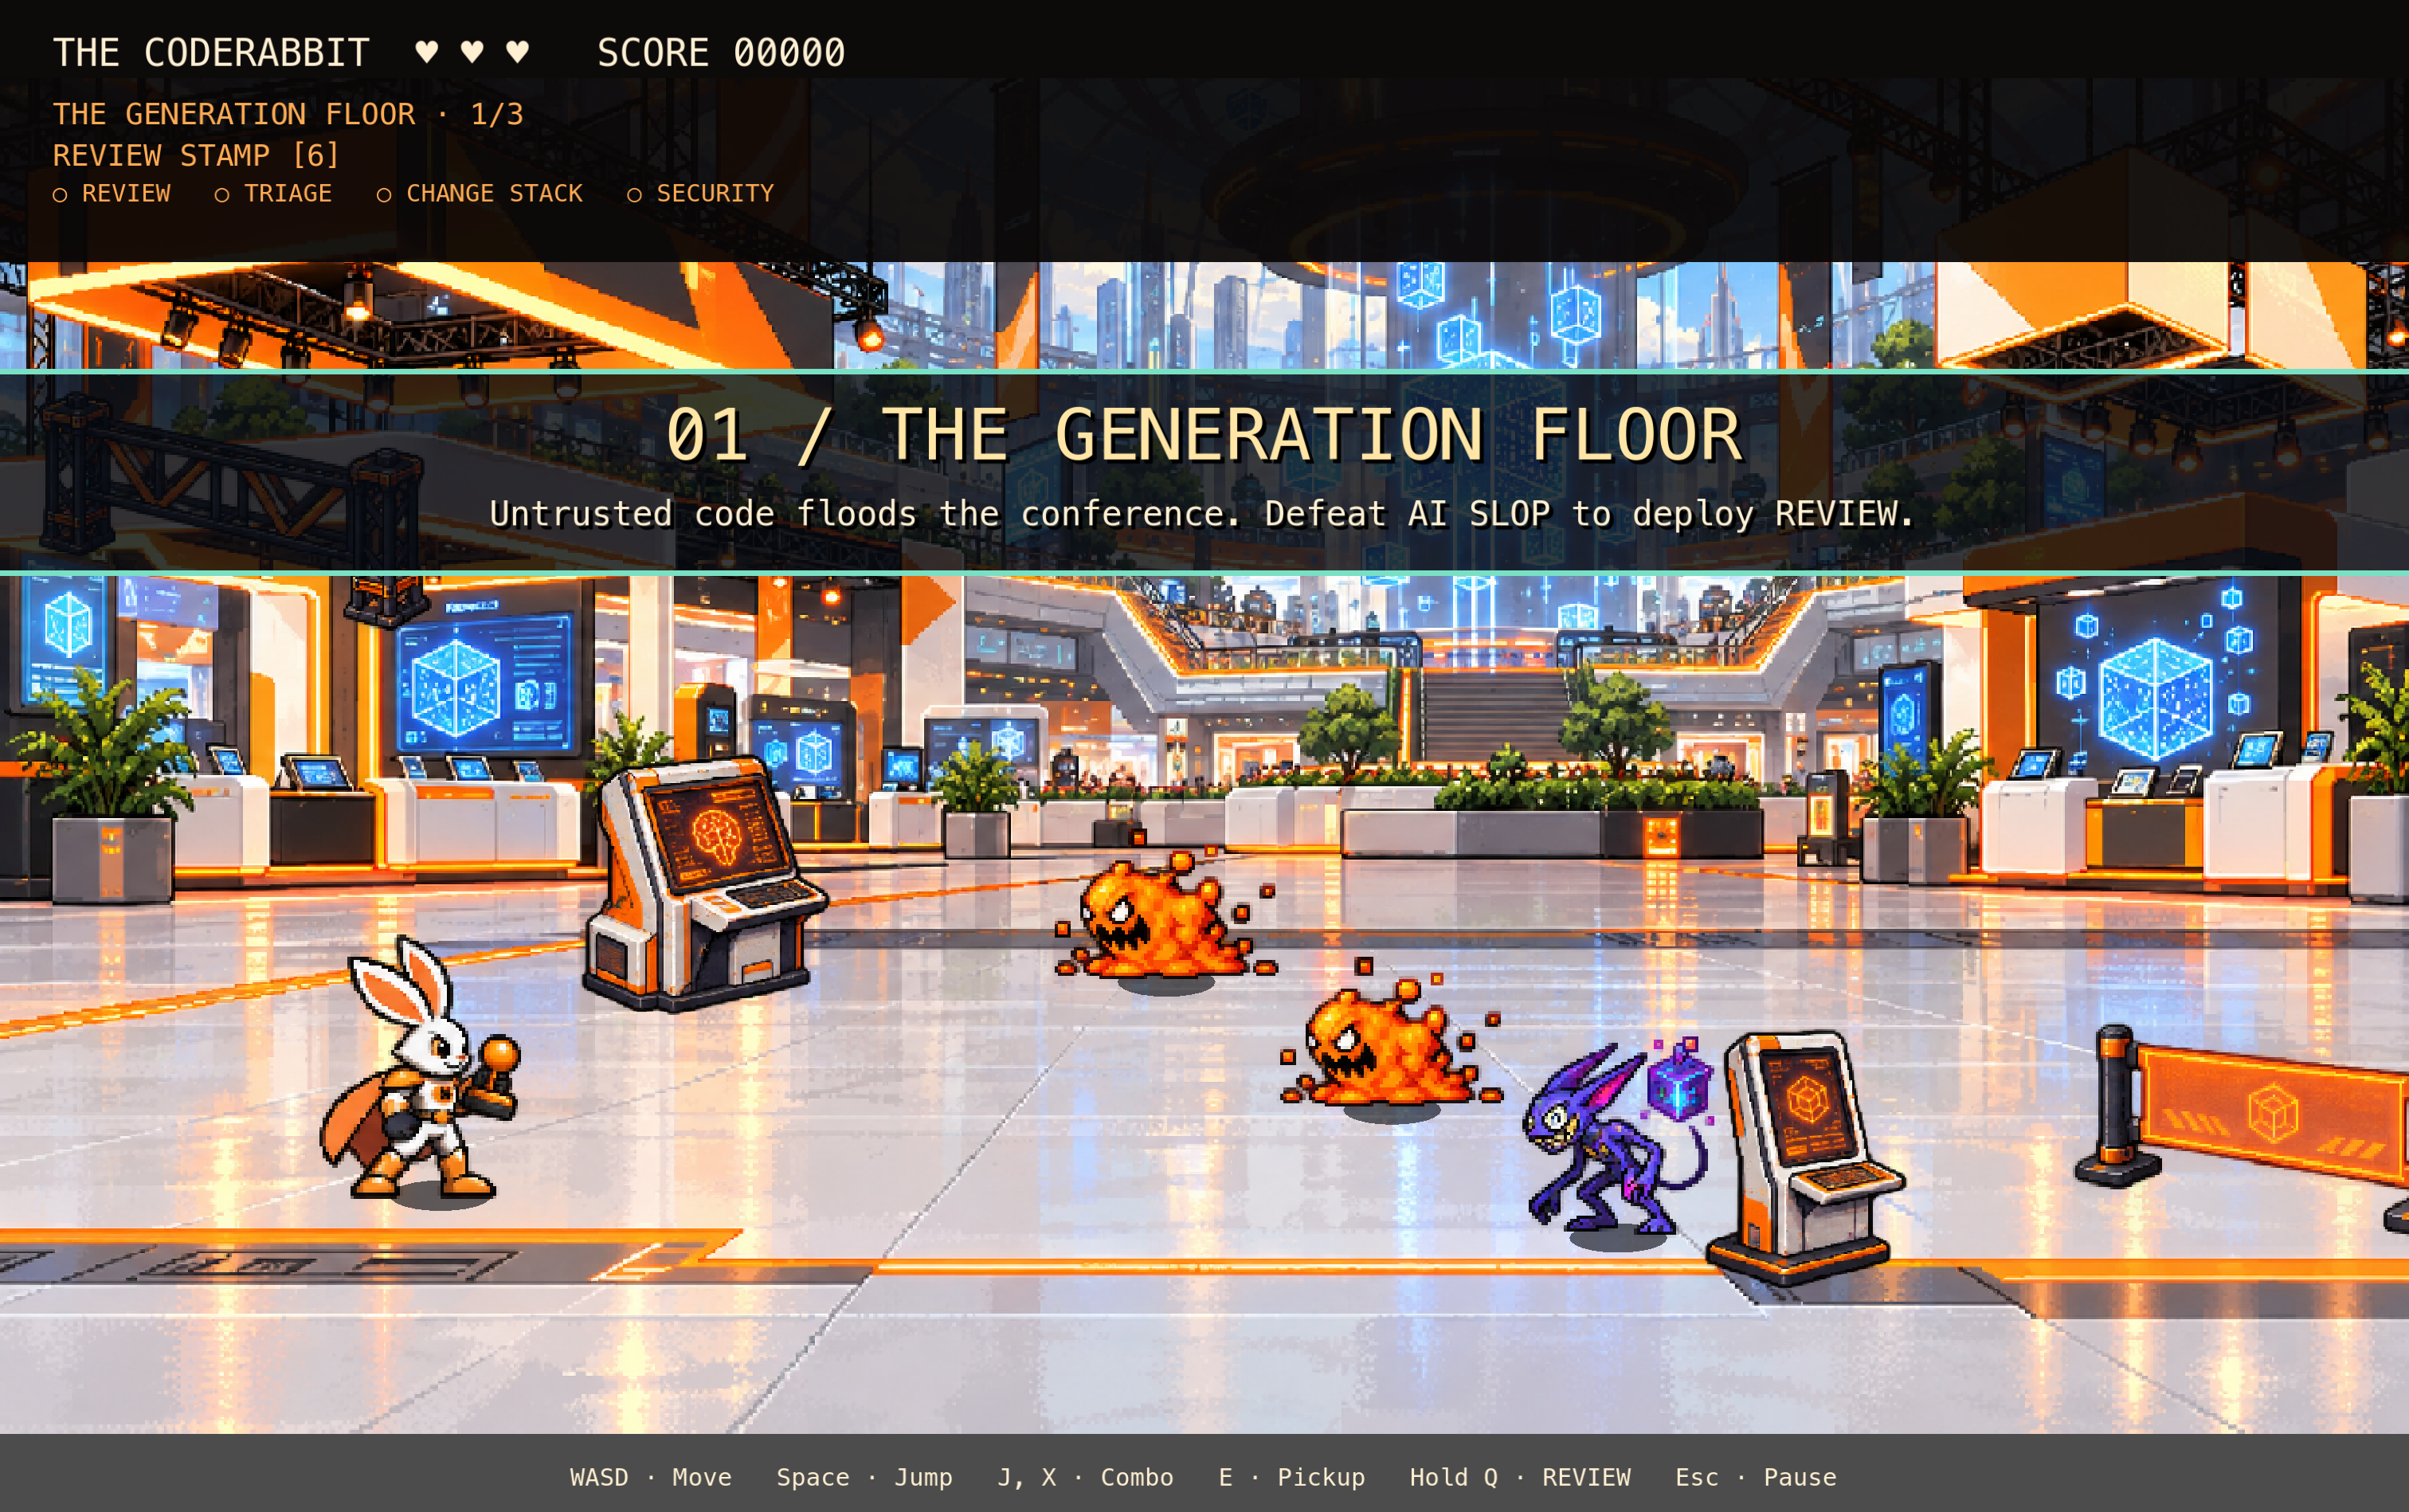 THE CODERABBIT ♥ ♥ ♥ SCORE 00000
THE GENERATION FLOOR · 1/3
REVIEW STAMP [6]
○ REVIEW ○ TRIAGE ○ CHANGE STACK ○ SECURITY
01 / THE GENERATION FLOOR
Untrusted code floods the conference. Defeat AI SLOP to deploy REVIEW.
WASD · Move Space · Jump J, X · Combo E · Pickup Hold Q · REVIEW Esc · Pause